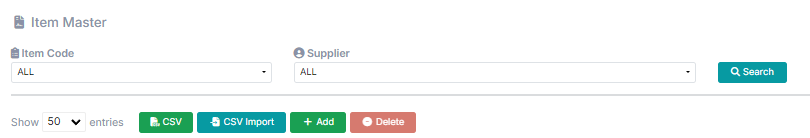 Item Master
Item Code Supplier
ALL ALL Search
Show 50 entries CSV CSV Import Add Delete